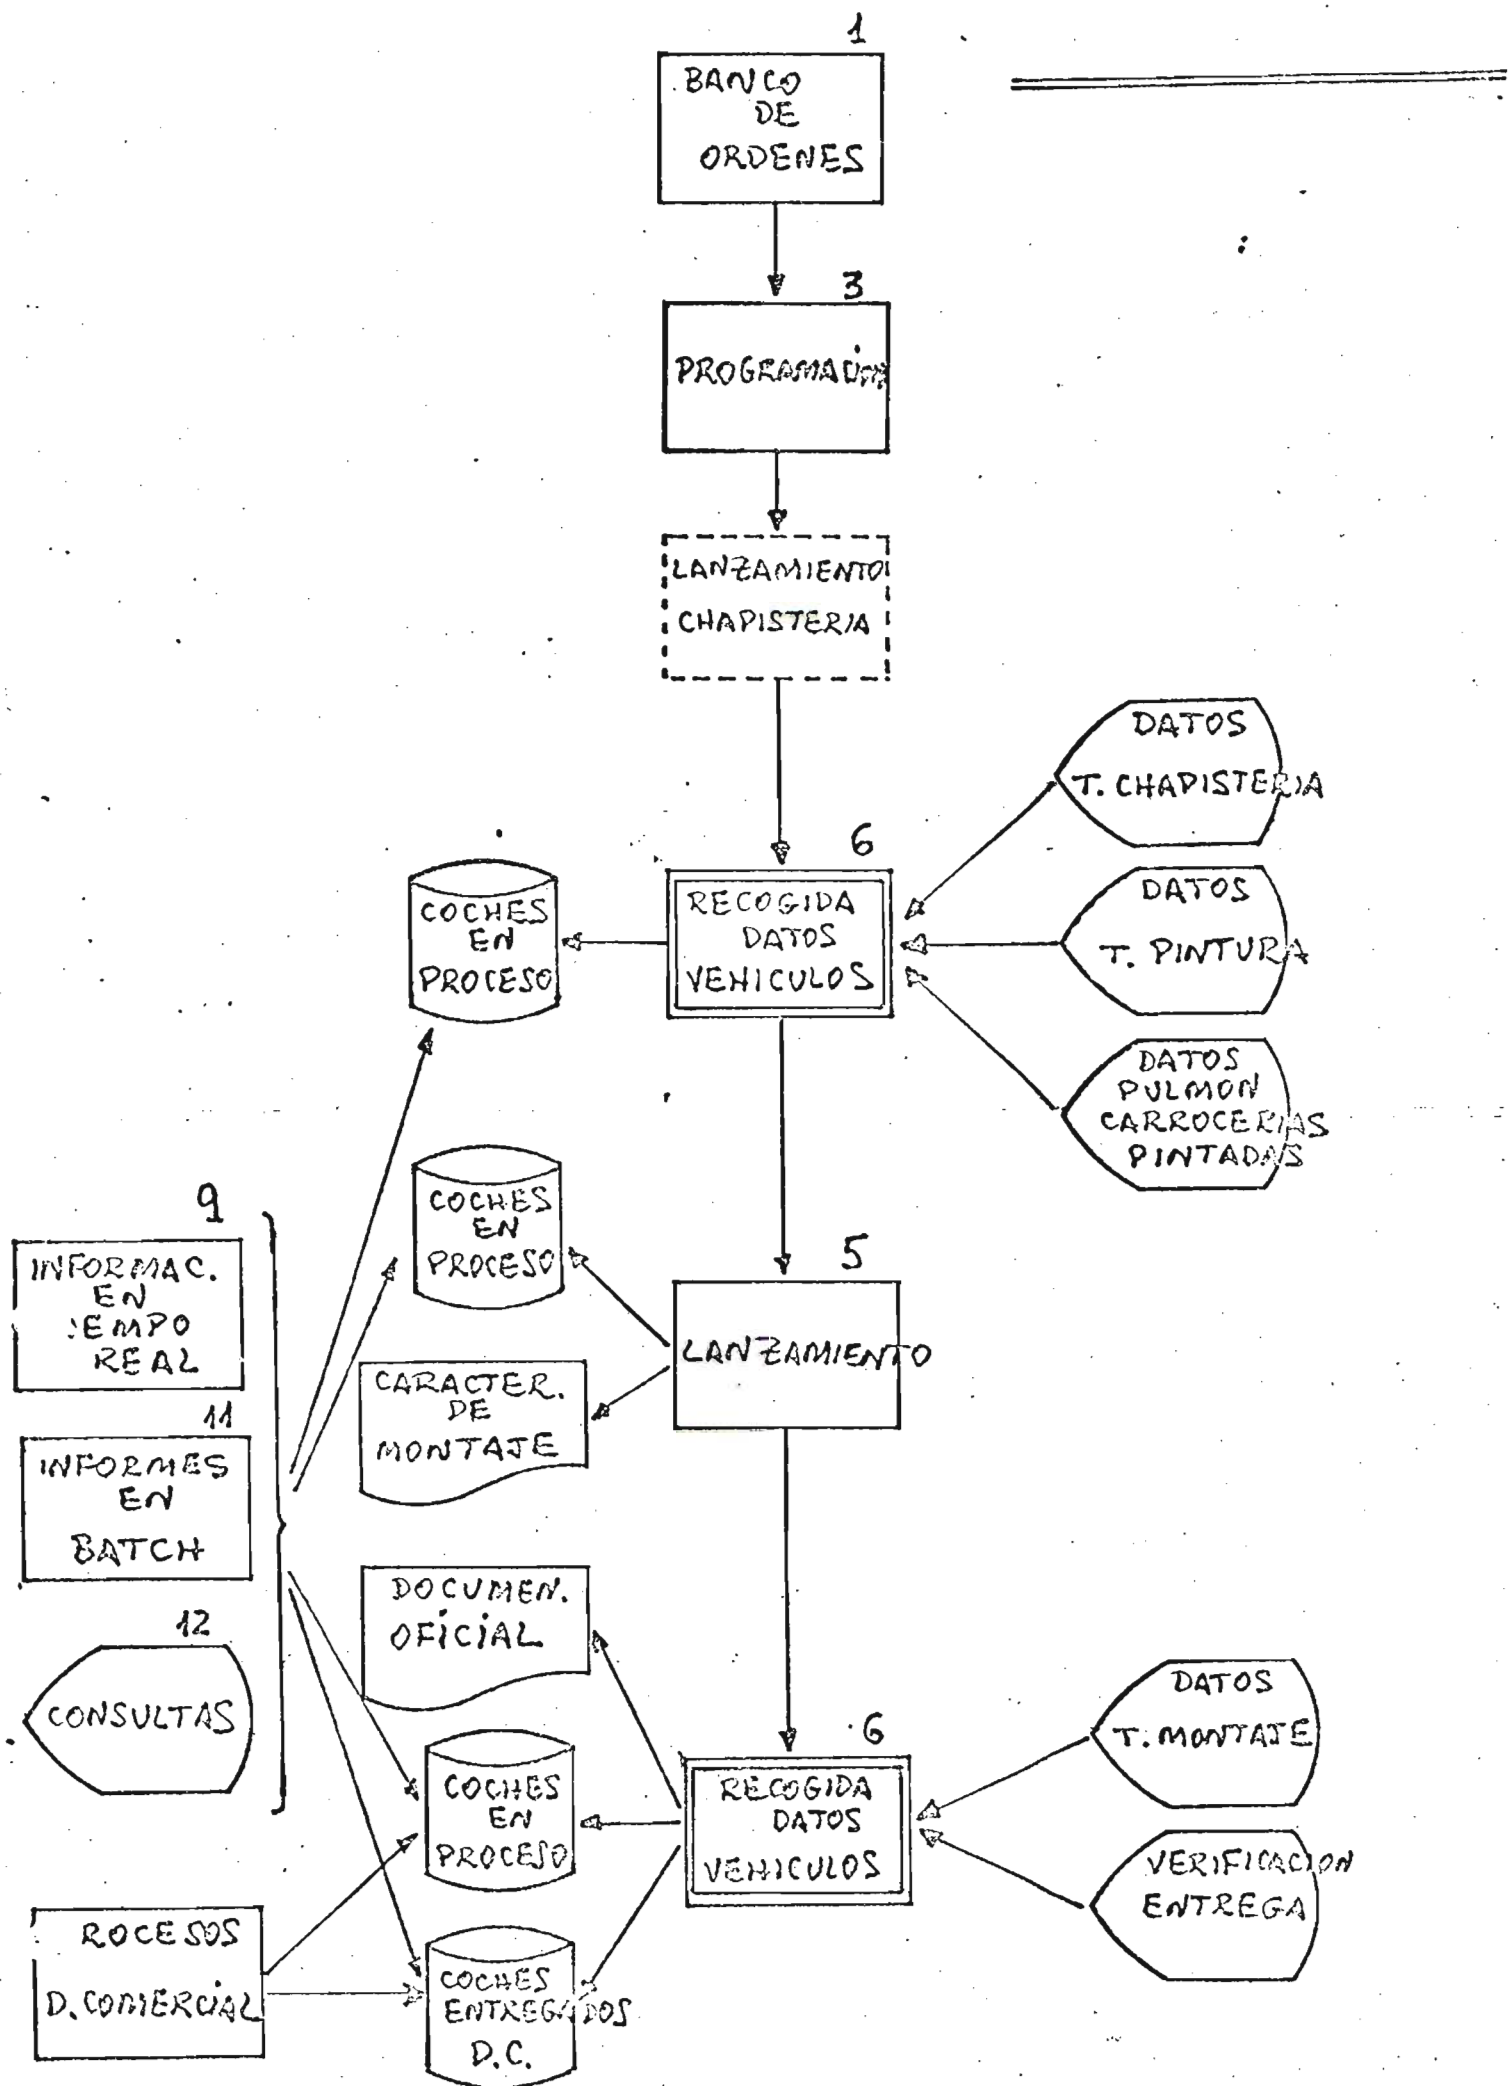 1
BANCO
DE
ORDENES
3
PROGRAMACION
LANZAMIENTO
CHAPISTERIA
DATOS
T. CHAPISTERIA
6
RECOGIDA
DATOS
VEHICULOS
COCHES
EN
PROCESO
DATOS
T. PINTURA
DATOS
PULMON
CARROCERIAS
PINTADAS
COCHES
EN
PROCESO
5
LANZAMIENTO
CARACTER.
DE
MONTAJE
9
INFORMAC.
EN
IEMPO
REAL
11
INFORMES
EN
BATCH
12
CONSULTAS
DOCUMEN.
OFICIAL
6
RECOGIDA
DATOS
VEHICULOS
DATOS
T. MONTAJE
VERIFICACION
ENTREGA
COCHES
EN
PROCESO
ROCESOS
D. COMERCIAL
COCHES
ENTREGADOS
D.C.